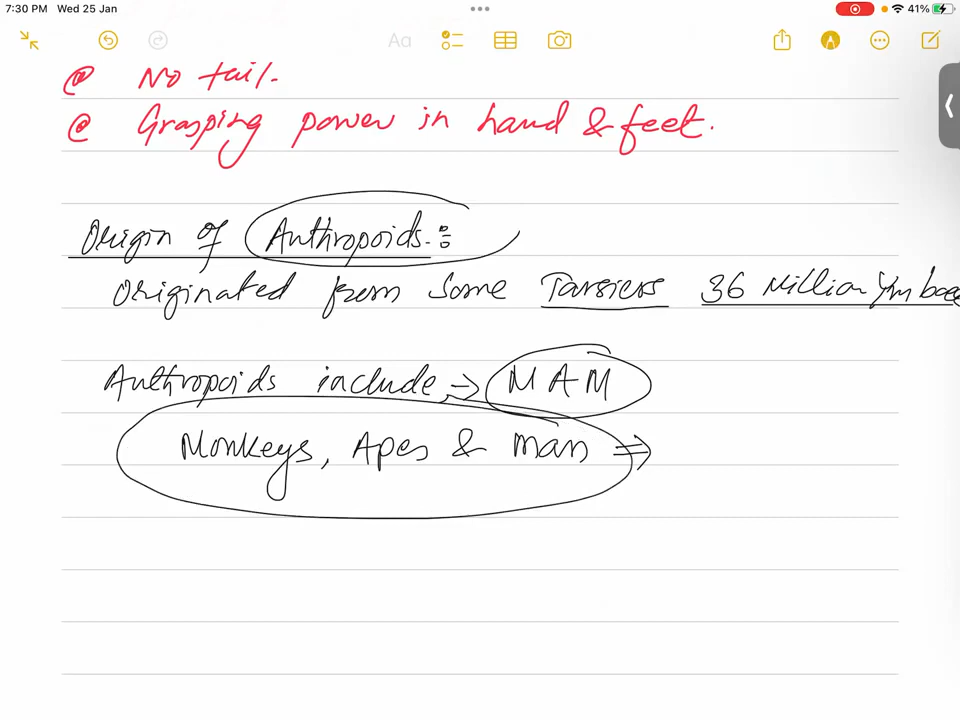 7:30 PM Wed 25 Jan
41%
Aa
@ No tail.
@ Grasping power in hand & feet.
Origin of Anthropoids :
Originated from Some Tarsiers 36 Million
Anthropoids include → MAM
Monkeys, Apes & man ⇒